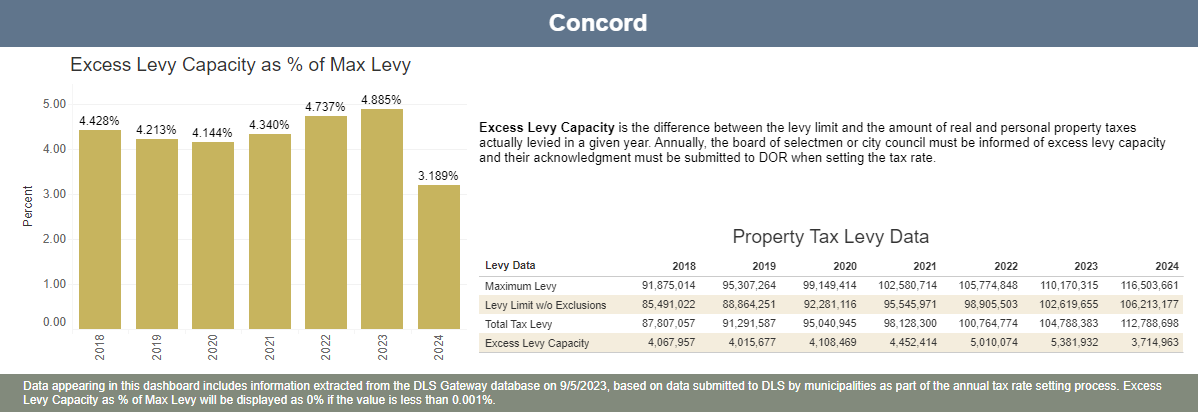 Concord
Excess Levy Capacity as % of Max Levy
5.00
4.00
3.00
2.00
1.00
0.00
Percent
4.428%
4.213%
4.144%
4.340%
4.737%
4.885%
3.189%
2018
2019
2020
2021
2022
2023
2024
Excess Levy Capacity is the difference between the levy limit and the amount of real and personal property taxes
actually levied in a given year. Annually, the board of selectmen or city council must be informed of excess levy capacity
and their acknowledgment must be submitted to DOR when setting the tax rate.
Property Tax Levy Data
Levy Data 2018 2019 2020 2021 2022 2023 2024
Maximum Levy 91,875,014 95,307,264 99,149,414 102,580,714 105,774,848 110,170,315 116,503,661
Levy Limit w/o Exclusions 85,491,022 88,864,251 92,281,116 95,545,971 98,905,503 102,619,655 106,213,177
Total Tax Levy 87,807,057 91,291,587 95,040,945 98,128,300 100,764,774 104,788,383 112,788,698
Excess Levy Capacity 4,067,957 4,015,677 4,108,469 4,452,414 5,010,074 5,381,932 3,714,963
Data appearing in this dashboard includes information extracted from the DLS Gateway database on 9/5/2023, based on data submitted to DLS by municipalities as part of the annual tax rate setting process. Excess
Levy Capacity as % of Max Levy will be displayed as 0% if the value is less than 0.001%.